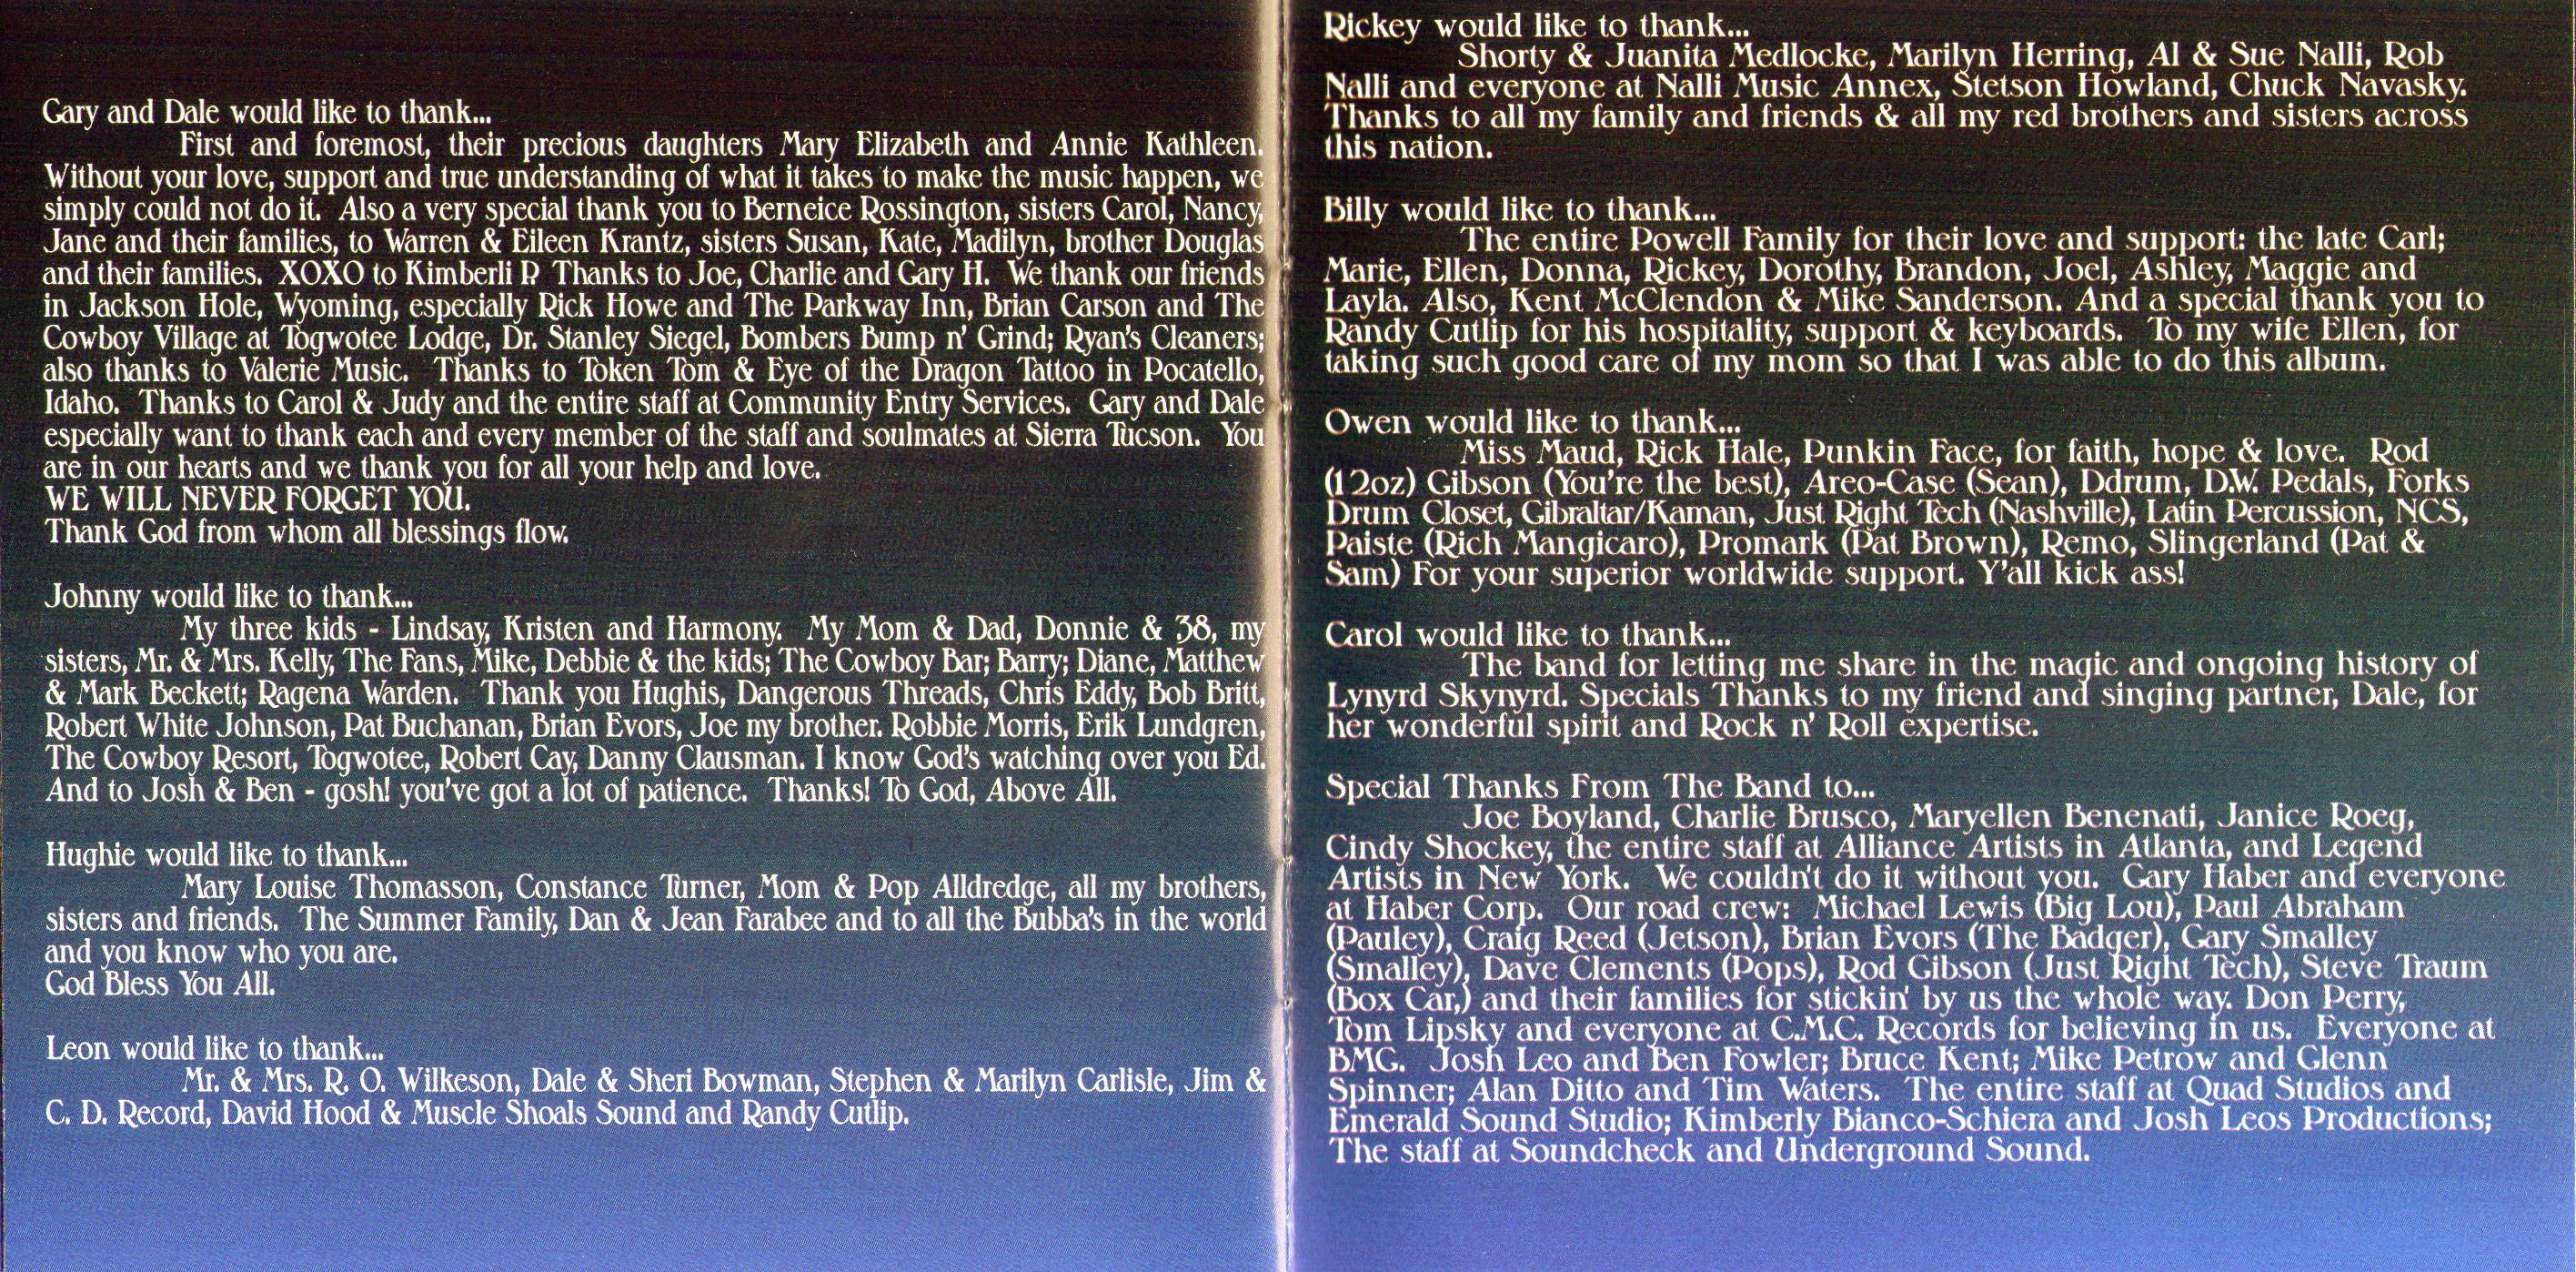 Gary and Dale would like to thank...
First and foremost, their precious daughters Mary Elizabeth and Annie Kathleen.
Without your love, support and true understanding of what it takes to make the music happen, we
simply could not do it. Also a very special thank you to Berneice Rossington, sisters Carol, Nancy,
Jane and their families, to Warren & Eileen Krantz, sisters Susan, Kate, Madilyn, brother Douglas
and their families. XOXO to Kimberli P. Thanks to Joe, Charlie and Gary H. We thank our friends
in Jackson Hole, Wyoming, especially Rick Howe and The Parkway Inn, Brian Carson and The
Cowboy Village at Togwotee Lodge, Dr. Stanley Siegel, Bombers Bump n' Grind; Ryan's Cleaners;
also thanks to Valerie Music. Thanks to Token Tom & Eye of the Dragon Tattoo in Pocatello,
Idaho. Thanks to Carol & Judy and the entire staff at Community Entry Services. Gary and Dale
especially want to thank each and every member of the staff and soulmates at Sierra Tucson. You
are in our hearts and we thank you for all your help and love.
WE WILL NEVER FORGET YOU.
Thank God from whom all blessings flow.
Johnny would like to thank...
My three kids - Lindsay, Kristen and Harmony. My Mom & Dad, Donnie & 38, my
sisters, Mr. & Mrs. Kelly, The Fans, Mike, Debbie & the kids; The Cowboy Bar; Barry; Diane, Matthew
& Mark Beckett; Ragena Warden. Thank you Hughis, Dangerous Threads, Chris Eddy, Bob Britt,
Robert White Johnson, Pat Buchanan, Brian Evors, Joe my brother. Robbie Morris, Erik Lundgren,
The Cowboy Resort, Togwotee, Robert Cay, Danny Clausman. I know God's watching over you Ed.
And to Josh & Ben - gosh! you've got a lot of patience. Thanks! To God, Above All.
Hughie would like to thank...
Mary Louise Thomasson, Constance Turner, Mom & Pop Alldredge, all my brothers,
sisters and friends. The Summer Family, Dan & Jean Farabee and to all the Bubba's in the world
and you know who you are.
God Bless You All.
Leon would like to thank...
Mr. & Mrs. R. O. Wilkeson, Dale & Sheri Bowman, Stephen & Marilyn Carlisle, Jim &
C. D. Record, David Hood & Muscle Shoals Sound and Randy Cutlip.
Rickey would like to thank...
Shorty & Juanita Medlocke, Marilyn Herring, Al & Sue Nalli, Rob
Nalli and everyone at Nalli Music Annex, Stetson Howland, Chuck Navasky.
Thanks to all my family and friends & all my red brothers and sisters across
this nation.
Billy would like to thank...
The entire Powell Family for their love and support: the late Carl;
Marie, Ellen, Donna, Rickey, Dorothy, Brandon, Joel, Ashley, Maggie and
Layla. Also, Kent McClendon & Mike Sanderson. And a special thank you to
Randy Cutlip for his hospitality, support & keyboards. To my wife Ellen, for
taking such good care of my mom so that I was able to do this album.
Owen would like to thank...
Miss Maud, Rick Hale, Punkin Face, for faith, hope & love. Rod
(12oz) Gibson (You're the best), Areo-Case (Sean), Ddrum, D.W. Pedals, Forks
Drum Closet, Gibraltar/Kaman, Just Right Tech (Nashville), Latin Percussion, NCS,
Paiste (Rich Mangicaro), Promark (Pat Brown), Remo, Slingerland (Pat &
Sam) For your superior worldwide support. Y'all kick ass!
Carol would like to thank...
The band for letting me share in the magic and ongoing history of
Lynyrd Skynyrd. Specials Thanks to my friend and singing partner, Dale, for
her wonderful spirit and Rock n' Roll expertise.
Special Thanks From The Band to...
Joe Boyland, Charlie Brusco, Maryellen Benenati, Janice Roeg,
Cindy Shockey, the entire staff at Alliance Artists in Atlanta, and Legend
Artists in New York. We couldn't do it without you. Gary Haber and everyone
at Haber Corp. Our road crew: Michael Lewis (Big Lou), Paul Abraham
(Pauley), Craig Reed (Jetson), Brian Evors (The Badger), Gary Smalley
(Smalley), Dave Clements (Pops), Rod Gibson (Just Right Tech), Steve Traum
(Box Car,) and their families for stickin' by us the whole way. Don Perry,
Tom Lipsky and everyone at C.M.C. Records for believing in us. Everyone at
BMG. Josh Leo and Ben Fowler; Bruce Kent; Mike Petrow and Glenn
Spinner; Alan Ditto and Tim Waters. The entire staff at Quad Studios and
Emerald Sound Studio; Kimberly Bianco-Schiera and Josh Leos Productions;
The staff at Soundcheck and Underground Sound.